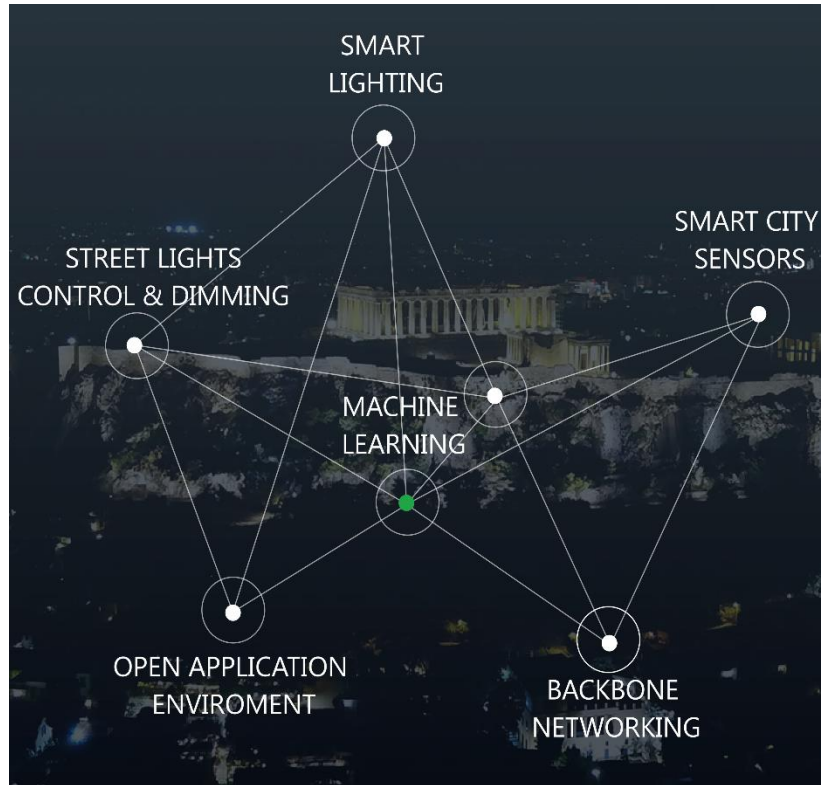 SMART
LIGHTING
SMART CITY
SENSORS
STREET LIGHTS
CONTROL & DIMMING
MACHINE
LEARNING
OPEN APPLICATION
ENVIROMENT
BACKBONE
NETWORKING